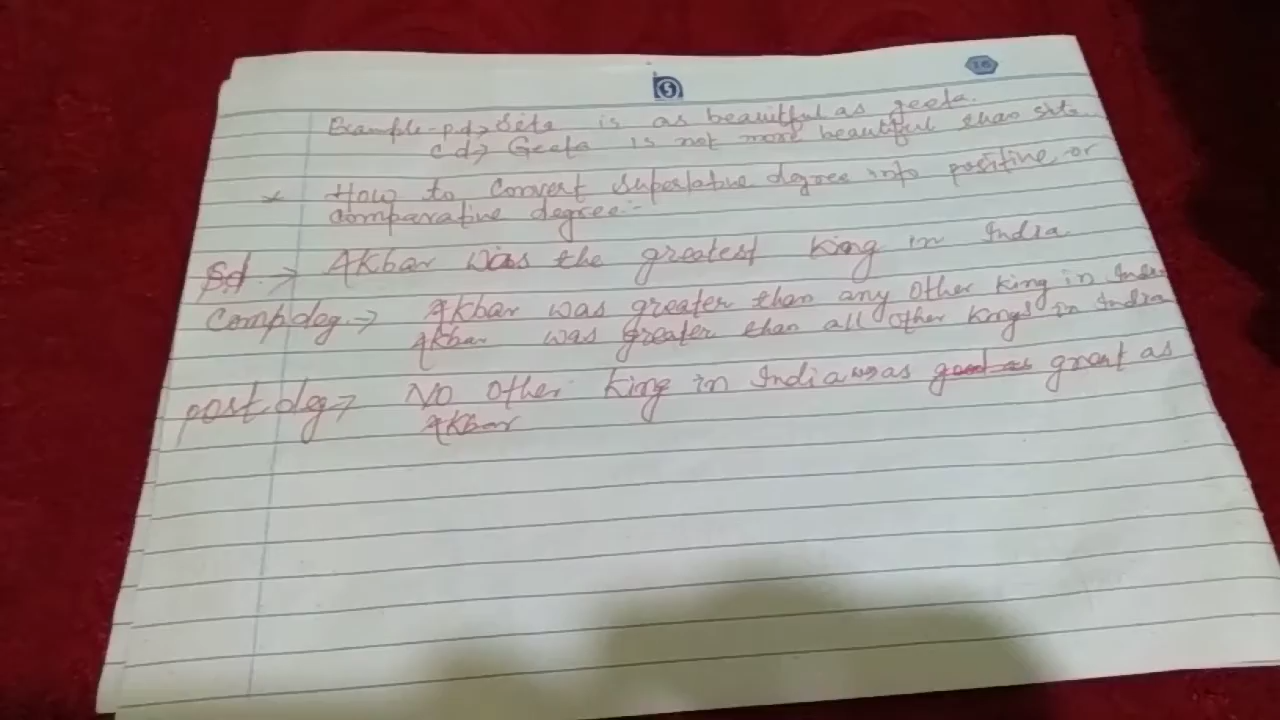 Example - p.d → Sita is as beautiful as geeta.
c d → Geeta is not more beautiful than sita
* How to convert superlative degree into positive or
comparative degree:-
Sd. → Akbar was the greatest king in India
Comp deg. → Akbar was greater than any other king in India
Akbar was greater than all other kings in India
post deg → No other king in India was great as
Akbar